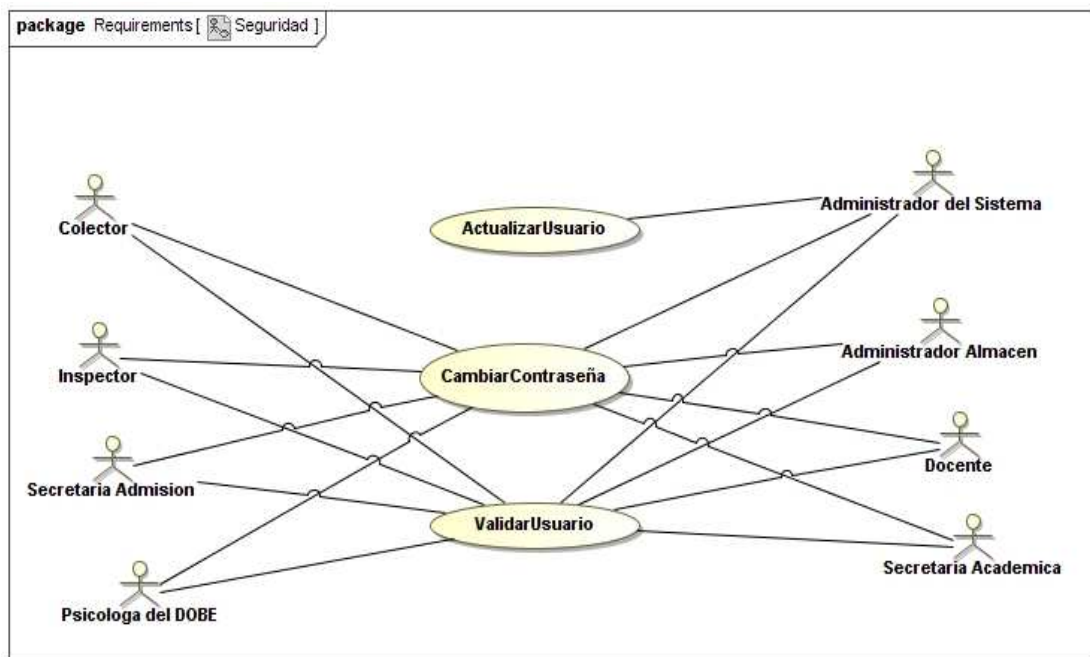 package Requirements [ Seguridad ]
Colector
ActualizarUsuario
Administrador del Sistema
Inspector
CambiarContraseña
Administrador Almacen
Secretaria Admision
Docente
ValidarUsuario
Psicologa del DOBE
Secretaria Academica